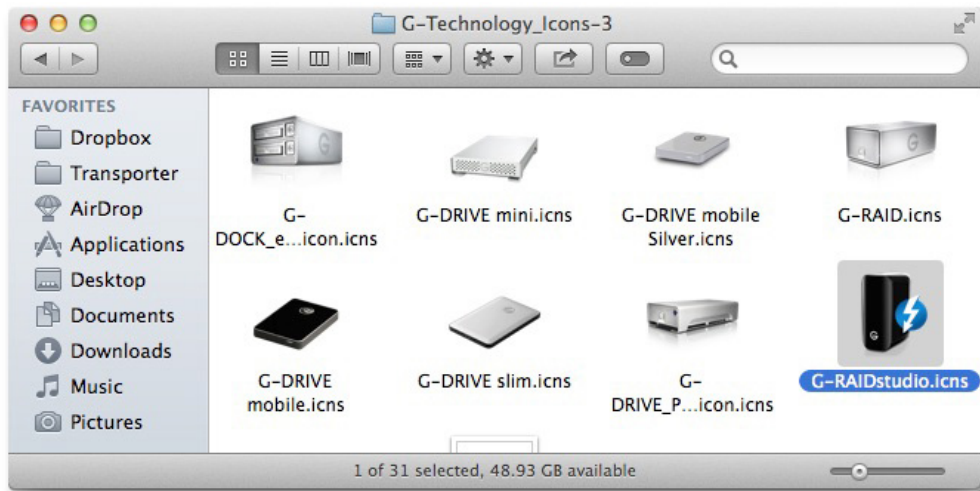 G-Technology_Icons-3
FAVORITES
Dropbox
Transporter
AirDrop
Applications
Desktop
Documents
Downloads
Music
Pictures
G-
DOCK_e...icon.icns
G-DRIVE mini.icns
G-DRIVE mobile
Silver.icns
G-RAID.icns
G-DRIVE
mobile.icns
G-DRIVE slim.icns
G-
DRIVE_P...icon.icns
G-RAIDstudio.icns
1 of 31 selected, 48.93 GB available